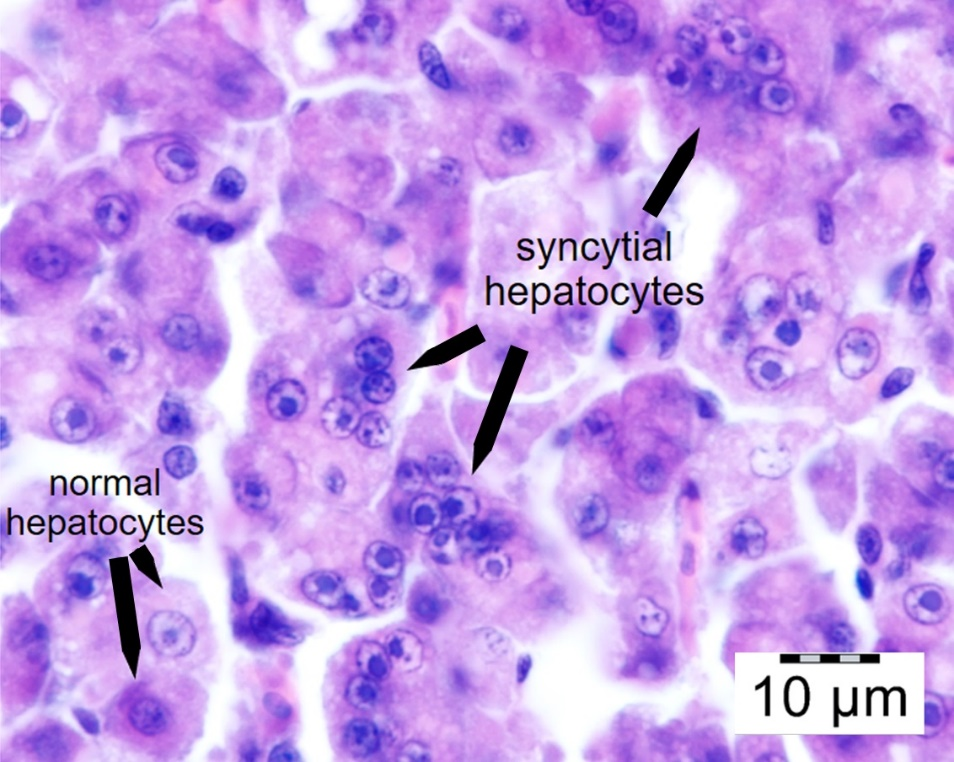 syncytial
hepatocytes
normal
hepatocytes
10 µm